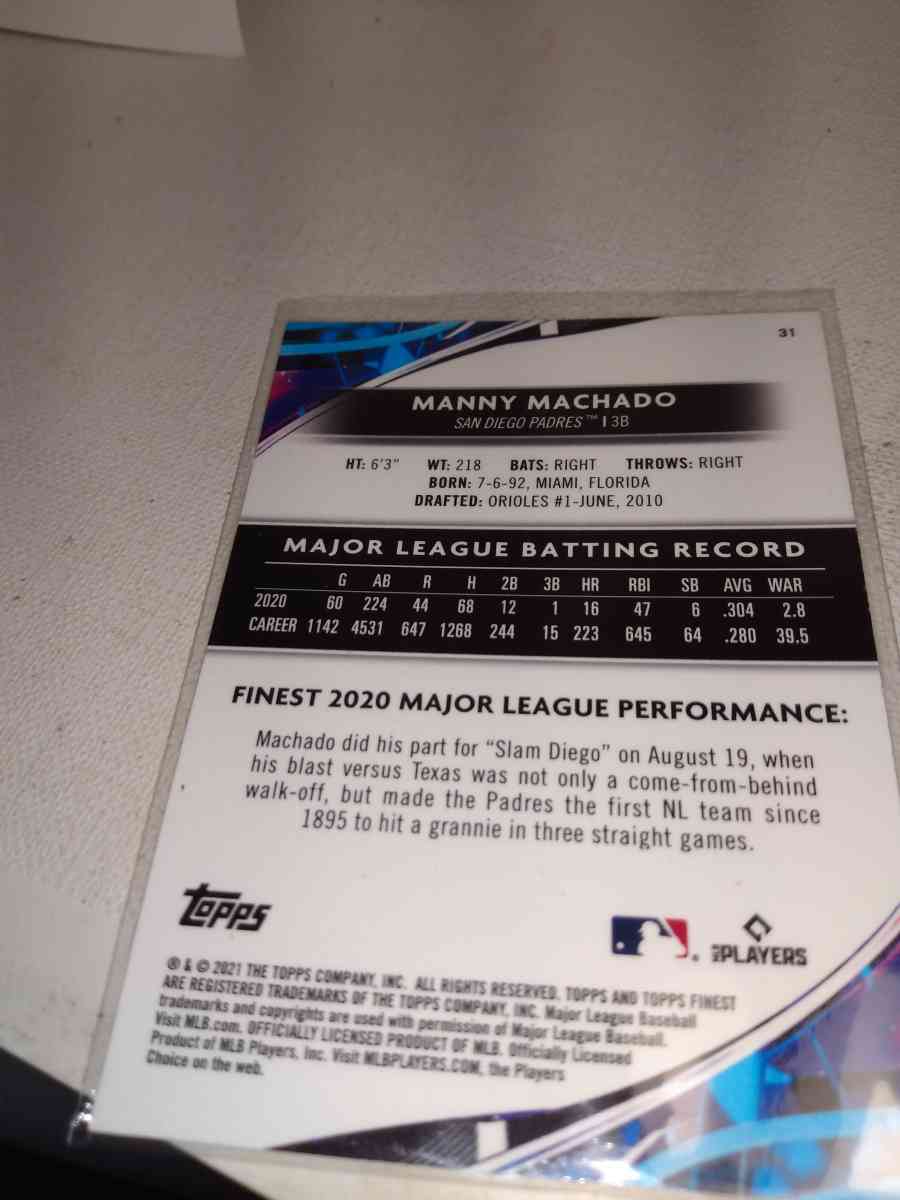 31
MANNY MACHADO
SAN DIEGO PADRES™ | 3B
HT: 6'3" WT: 218 BATS: RIGHT THROWS: RIGHT
BORN: 7-6-92, MIAMI, FLORIDA
DRAFTED: ORIOLES #1-JUNE, 2010
MAJOR LEAGUE BATTING RECORD
G AB R H 2B 3B HR RBI SB AVG WAR
2020 60 224 44 68 12 1 16 47 6 .304 2.8
CAREER 1142 4531 647 1268 244 15 223 645 64 .280 39.5
FINEST 2020 MAJOR LEAGUE PERFORMANCE:
Machado did his part for “Slam Diego” on August 19, when
his blast versus Texas was not only a come-from-behind
walk-off, but made the Padres the first NL team since
1895 to hit a grannie in three straight games.
Topps
MLB PLAYERS
® & © 2021 THE TOPPS COMPANY, INC. ALL RIGHTS RESERVED. TOPPS AND TOPPS FINEST
ARE REGISTERED TRADEMARKS OF THE TOPPS COMPANY, INC. Major League Baseball
trademarks and copyrights are used with permission of Major League Baseball.
Visit MLB.com. OFFICIALLY LICENSED PRODUCT OF MLB. Officially Licensed
Product of MLB Players, Inc. Visit MLBPLAYERS.COM, the Players
Choice on the web.